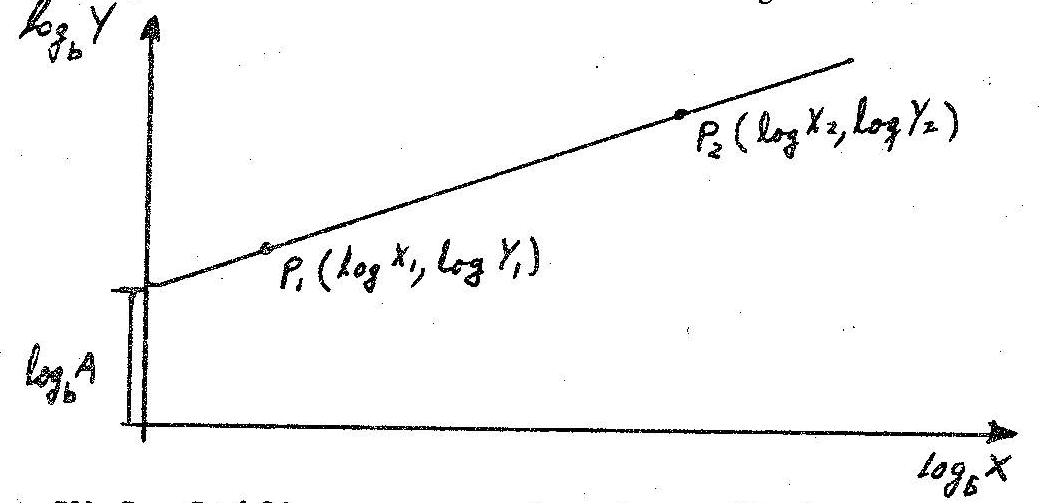 log_b Y
P₂ (log X₂, log Y₂)
P₁ (log X₁, log Y₁)
log_b A
log_b X